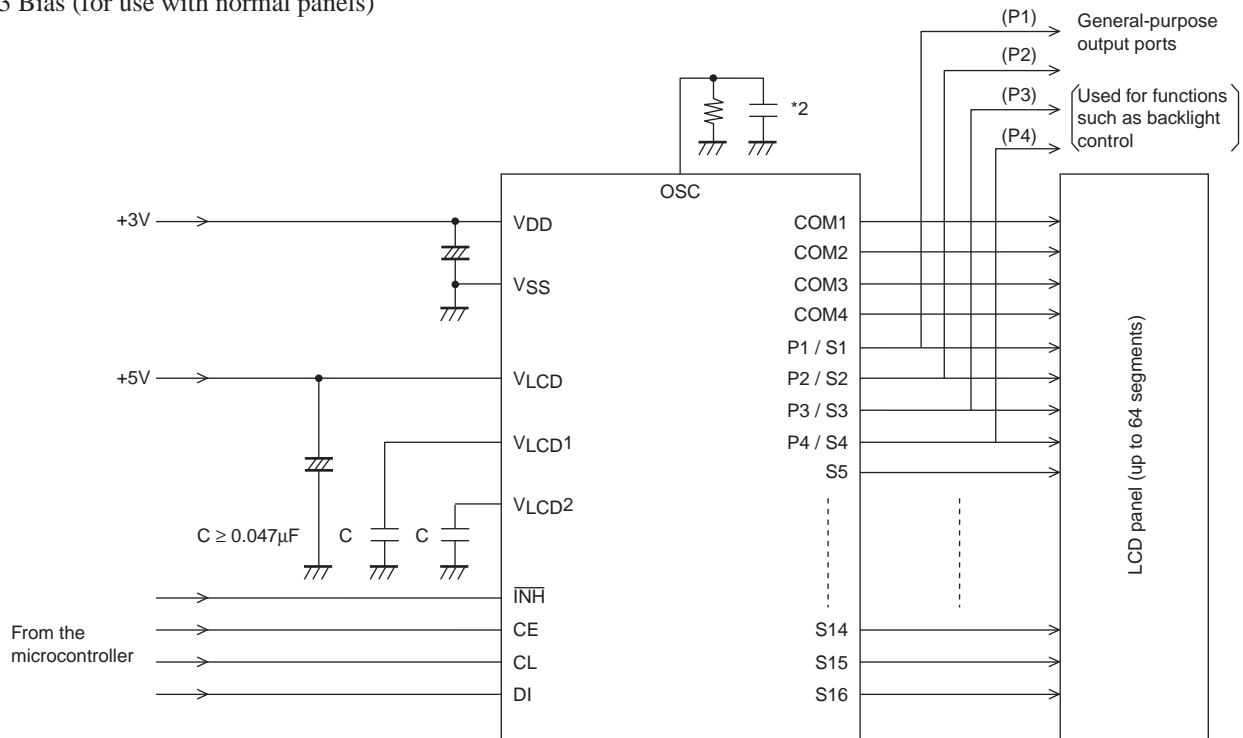 3 Bias (for use with normal panels)
(P1)
General-purpose
output ports
(P2)
(P3)
Used for functions
such as backlight
control
(P4)
*2
OSC
+3V
VDD
VSS
+5V
VLCD
VLCD1
VLCD2
C ≥ 0.047μF
C
C
From the
microcontroller
INH
CE
CL
DI
COM1
COM2
COM3
COM4
P1 / S1
P2 / S2
P3 / S3
P4 / S4
S5
S14
S15
S16
LCD panel (up to 64 segments)